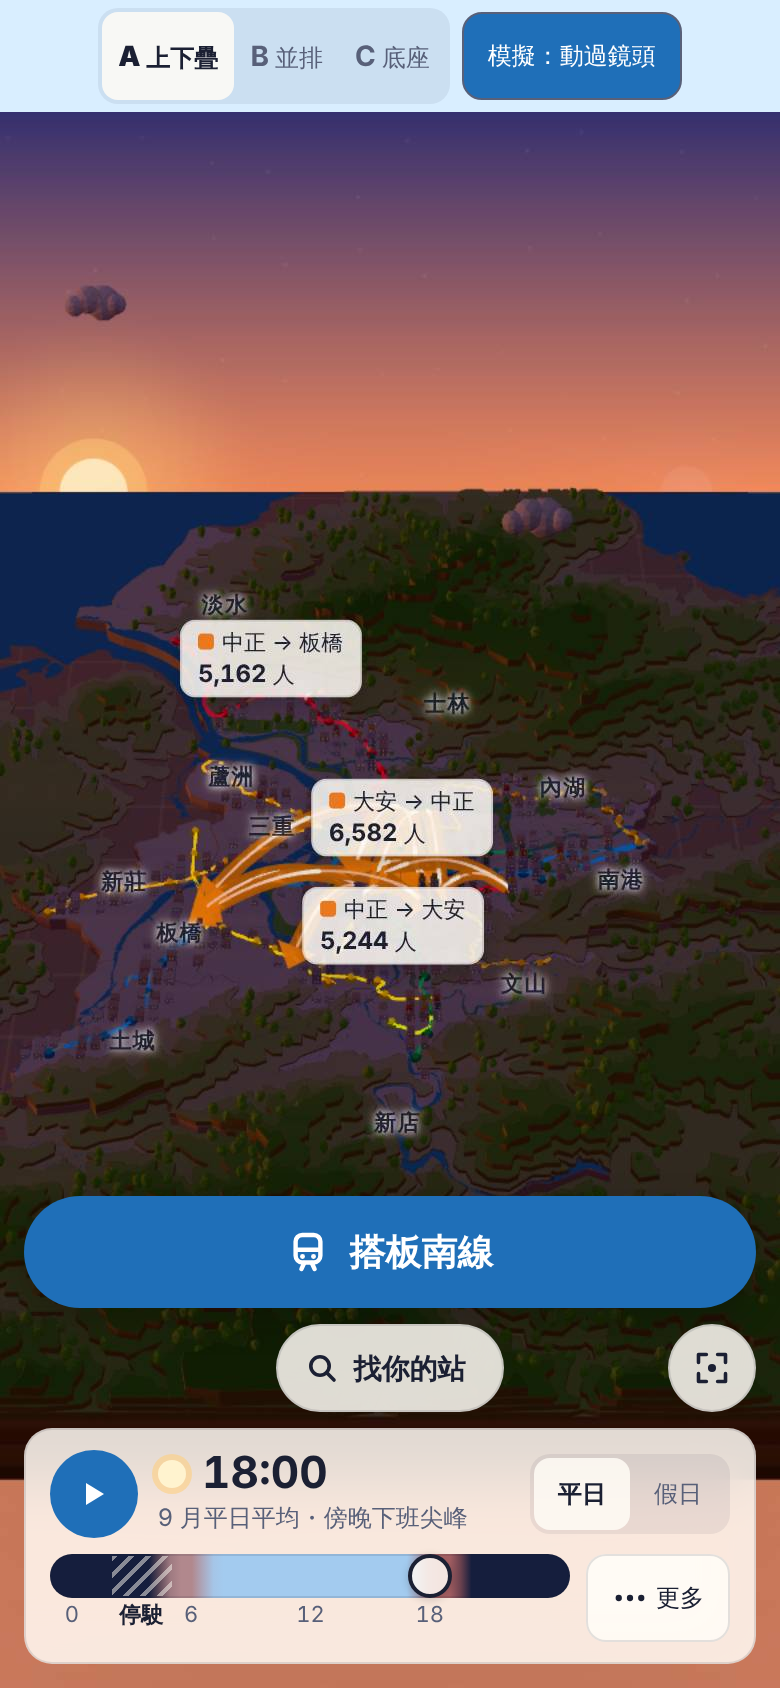 A 上下疊 B 並排 C 底座 模擬：動過鏡頭
淡水
中正 → 板橋
5,162 人
士林
蘆洲
大安 → 中正
6,582 人
內湖
三重
新莊
南港
中正 → 大安
5,244 人
板橋
文山
土城
新店
搭板南線
找你的站
18:00
9 月平日平均・傍晚下班尖峰
平日 假日
0 停駛 6 12 18
••• 更多